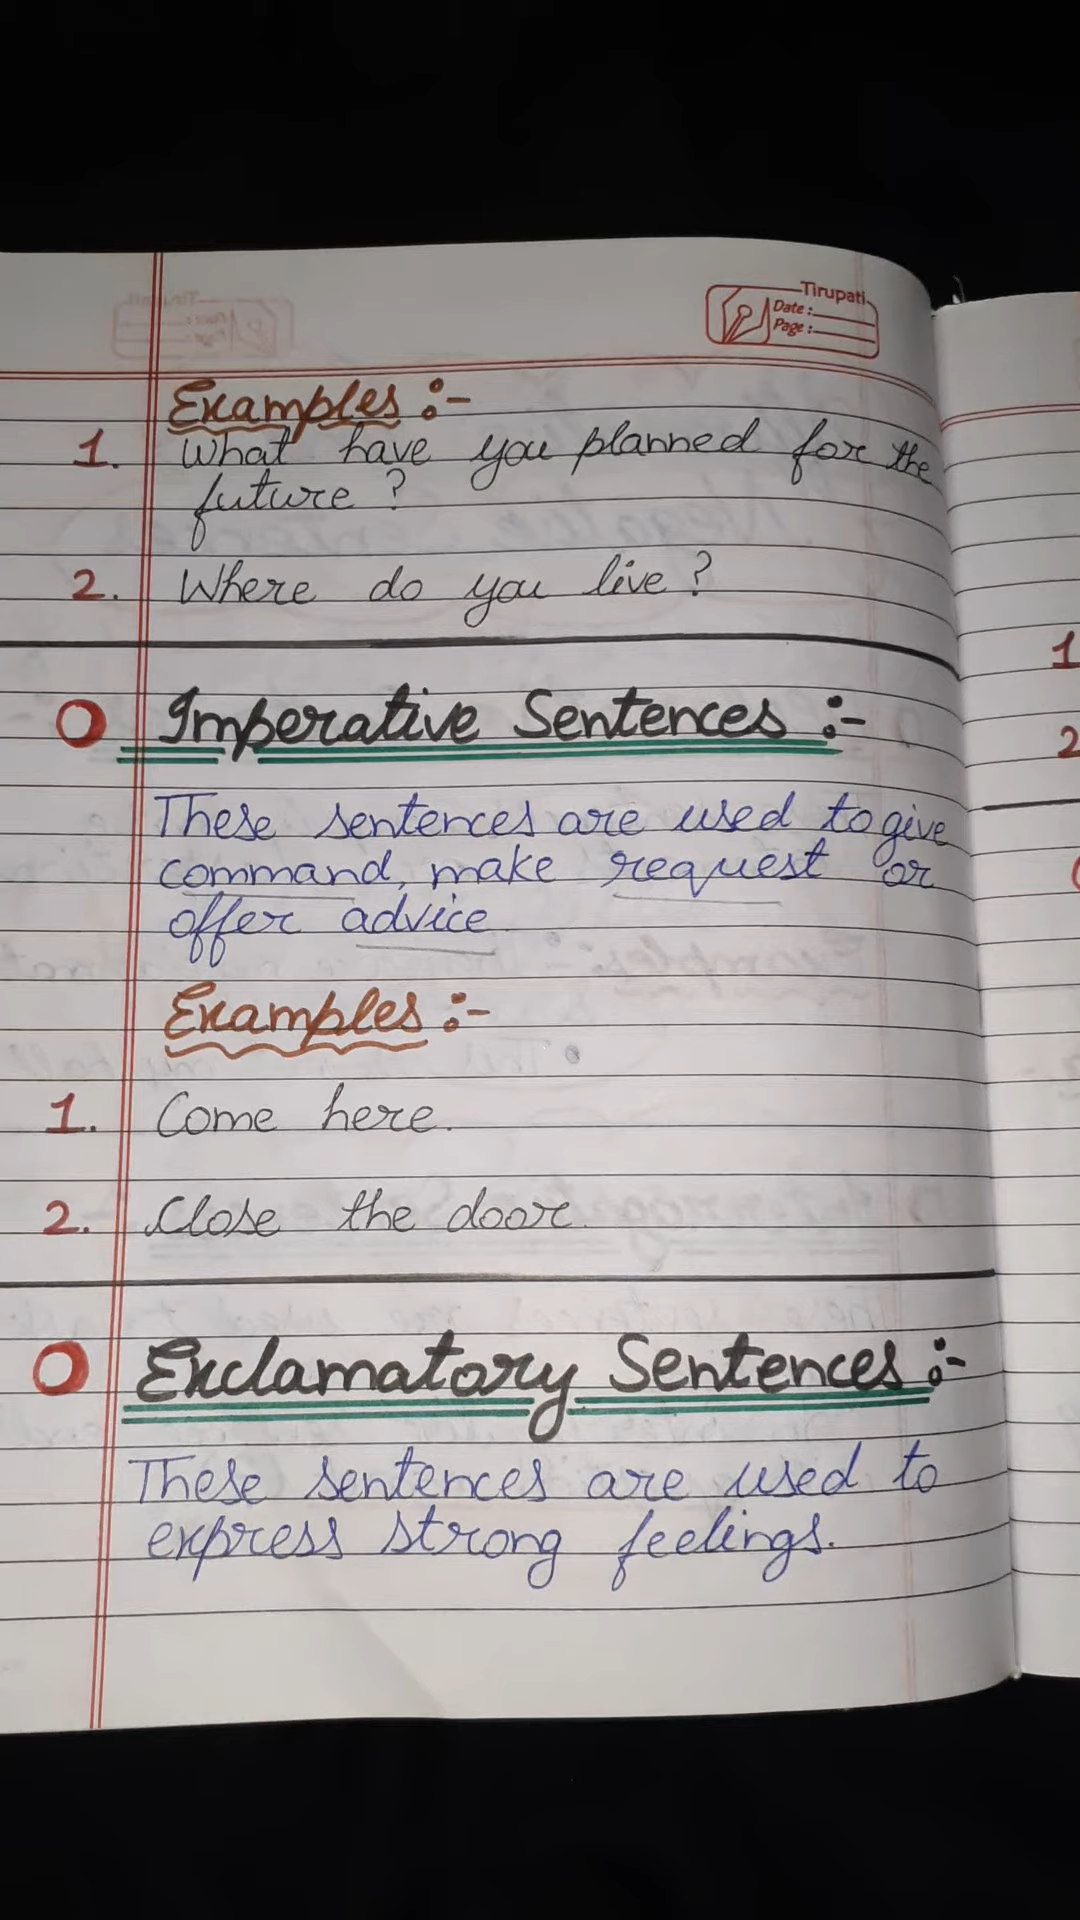 Tirupati
Date :
Page :
Examples :-
1. What have you planned for the
future ?
2. Where do you live ?
Imperative Sentences :-
These sentences are used to give
command, make request or
offer advice
Examples :-
1. Come here.
2. Close the door.
Exclamatory Sentences :-
These sentences are used to
express strong feelings.
1
2